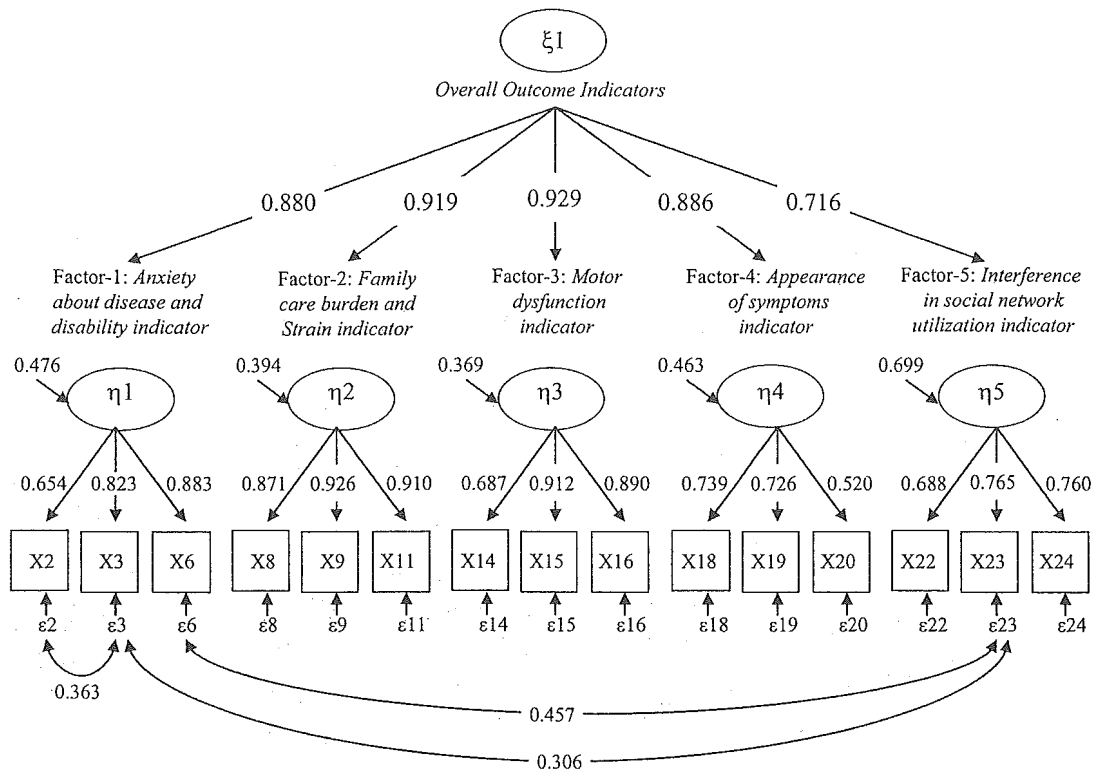 ξ1
Overall Outcome Indicators
0.880 0.919 0.929 0.886 0.716
Factor-1: Anxiety
about disease and
disability indicator
Factor-2: Family
care burden and
Strain indicator
Factor-3: Motor
dysfunction
indicator
Factor-4: Appearance
of symptoms
indicator
Factor-5: Interference
in social network
utilization indicator
0.476 0.394 0.369 0.463 0.699
η1 η2 η3 η4 η5
0.654 0.823 0.883 0.871 0.926 0.910 0.687 0.912 0.890 0.739 0.726 0.520 0.688 0.765 0.760
X2 X3 X6 X8 X9 X11 X14 X15 X16 X18 X19 X20 X22 X23 X24
ε2 ε3 ε6 ε8 ε9 ε11 ε14 ε15 ε16 ε18 ε19 ε20 ε22 ε23 ε24
0.363
0.457
0.306